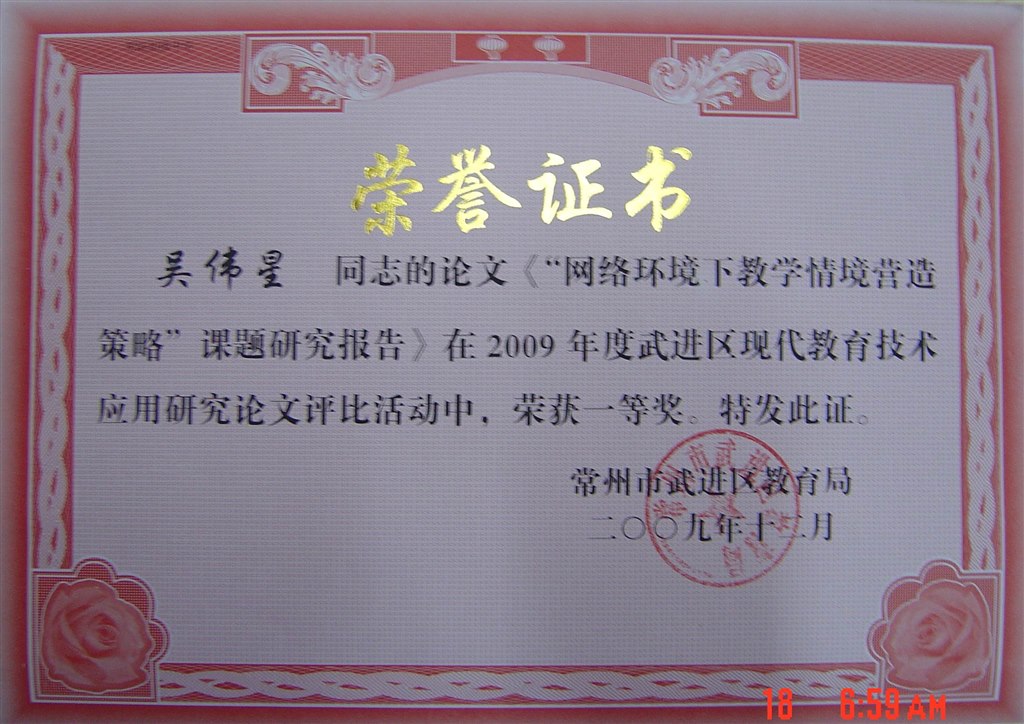 荣誉证书
吴伟星 同志的论文《“网络环境下教学情境营造
策略”课题研究报告》在 2009 年度武进区现代教育技术
应用研究论文评比活动中，荣获一等奖。特发此证。
常州市武进区教育局
二〇〇九年十二月
18 6:59 AM